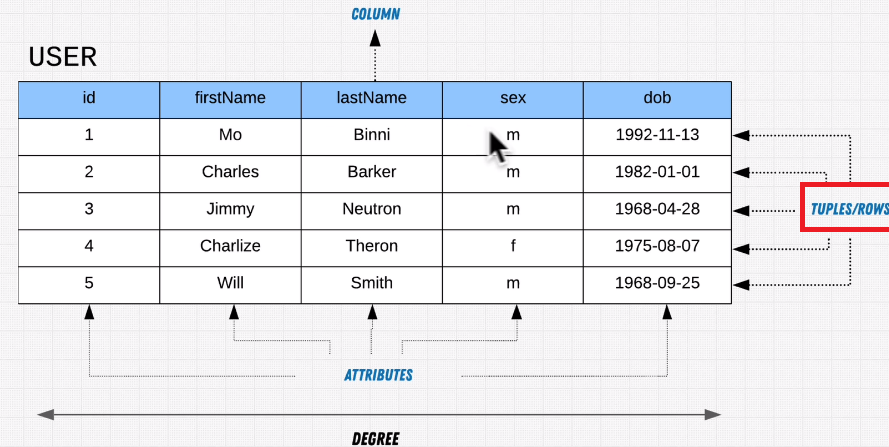 COLUMN
USER
id firstName lastName sex dob
1 Mo Binni m 1992-11-13
2 Charles Barker m 1982-01-01
3 Jimmy Neutron m 1968-04-28
TUPLES/ROWS
4 Charlize Theron f 1975-08-07
5 Will Smith m 1968-09-25
ATTRIBUTES
DEGREE